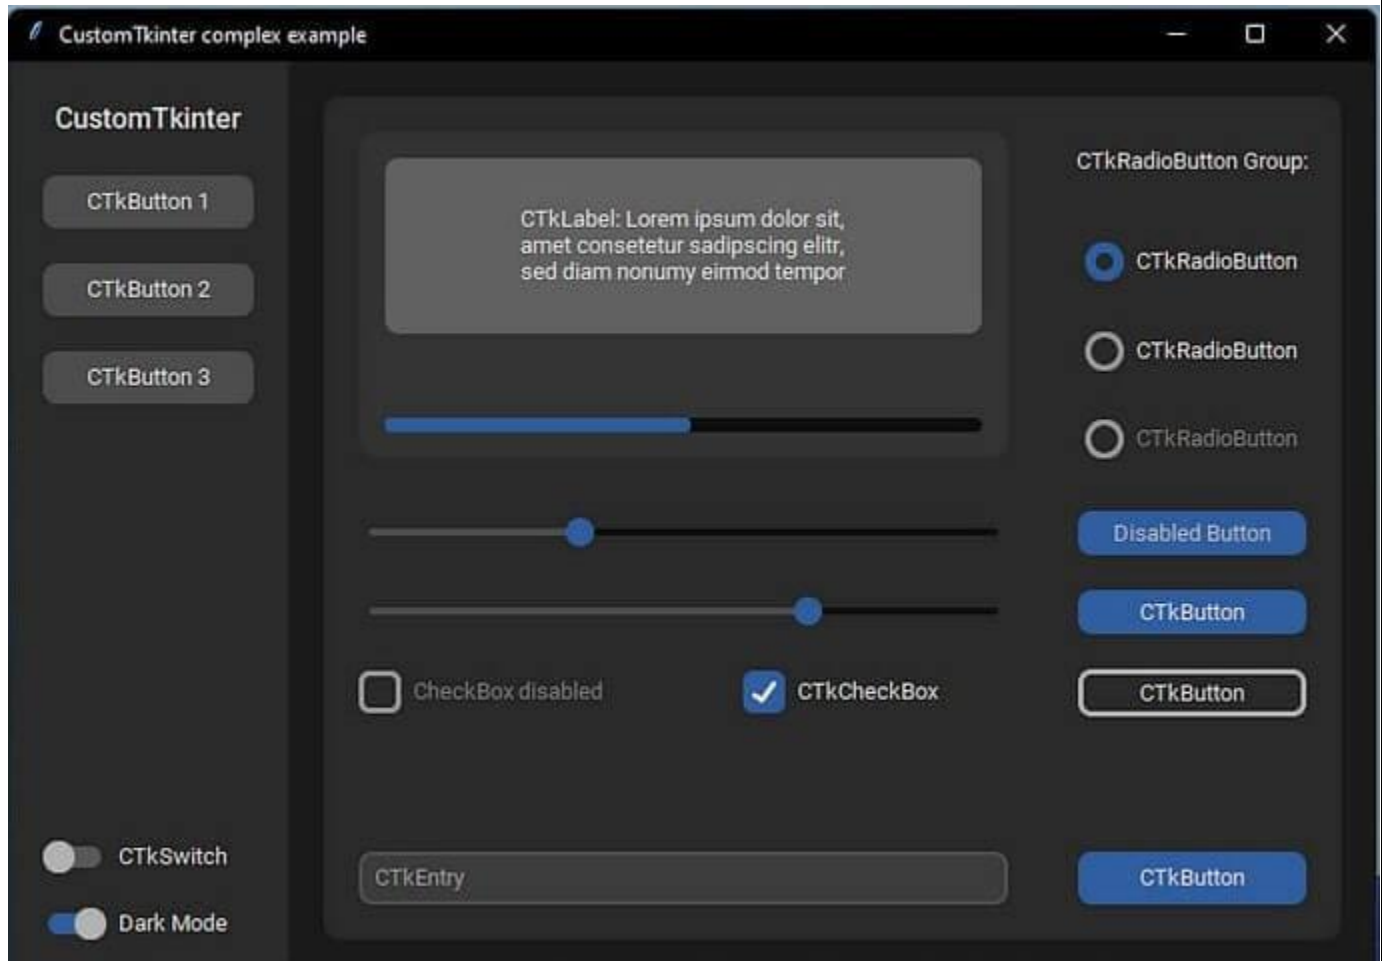 CustomTkinter complex example
CustomTkinter
CTkButton 1
CTkButton 2
CTkButton 3
CTkSwitch
Dark Mode
CTkLabel: Lorem ipsum dolor sit,
amet consetetur sadipscing elitr,
sed diam nonumy eirmod tempor
CheckBox disabled
CTkCheckBox
CTkEntry
CTkRadioButton Group:
CTkRadioButton
CTkRadioButton
CTkRadioButton
Disabled Button
CTkButton
CTkButton
CTkButton